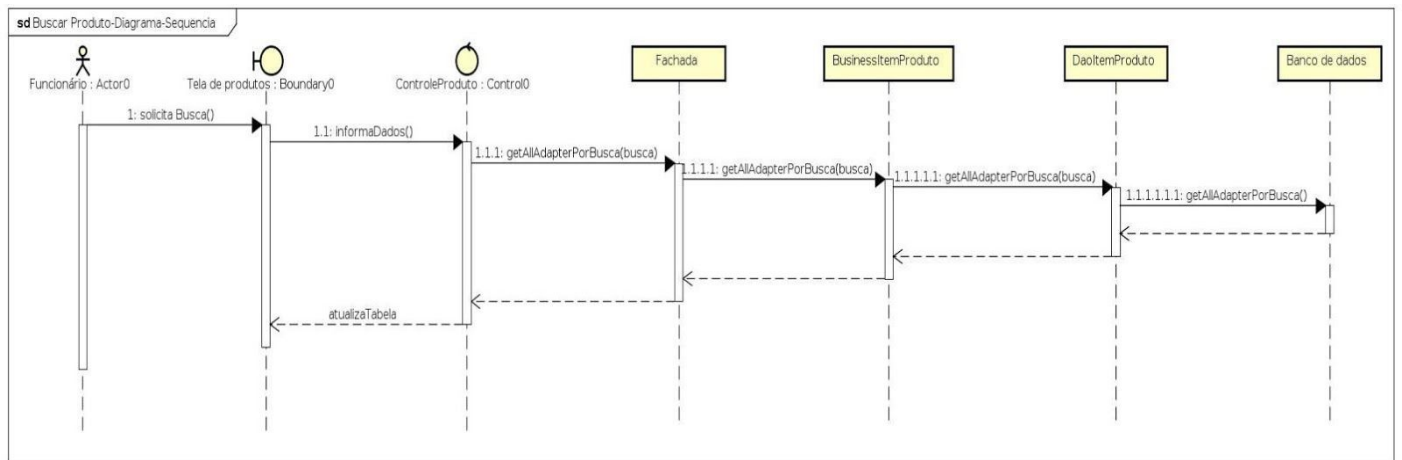 sd Buscar Produto-Diagrama-Sequencia
Funcionário : Actor0
Tela de produtos : Boundary0
ControleProduto : Control0
Fachada
BusinessItemProduto
DaoItemProduto
Banco de dados
1: solicita Busca()
1.1: informaDados()
1.1.1: getAllAdapterPorBusca(busca)
1.1.1.1: getAllAdapterPorBusca(busca)
1.1.1.1.1: getAllAdapterPorBusca(busca)
1.1.1.1.1.1: getAllAdapterPorBusca()
atualizaTabela